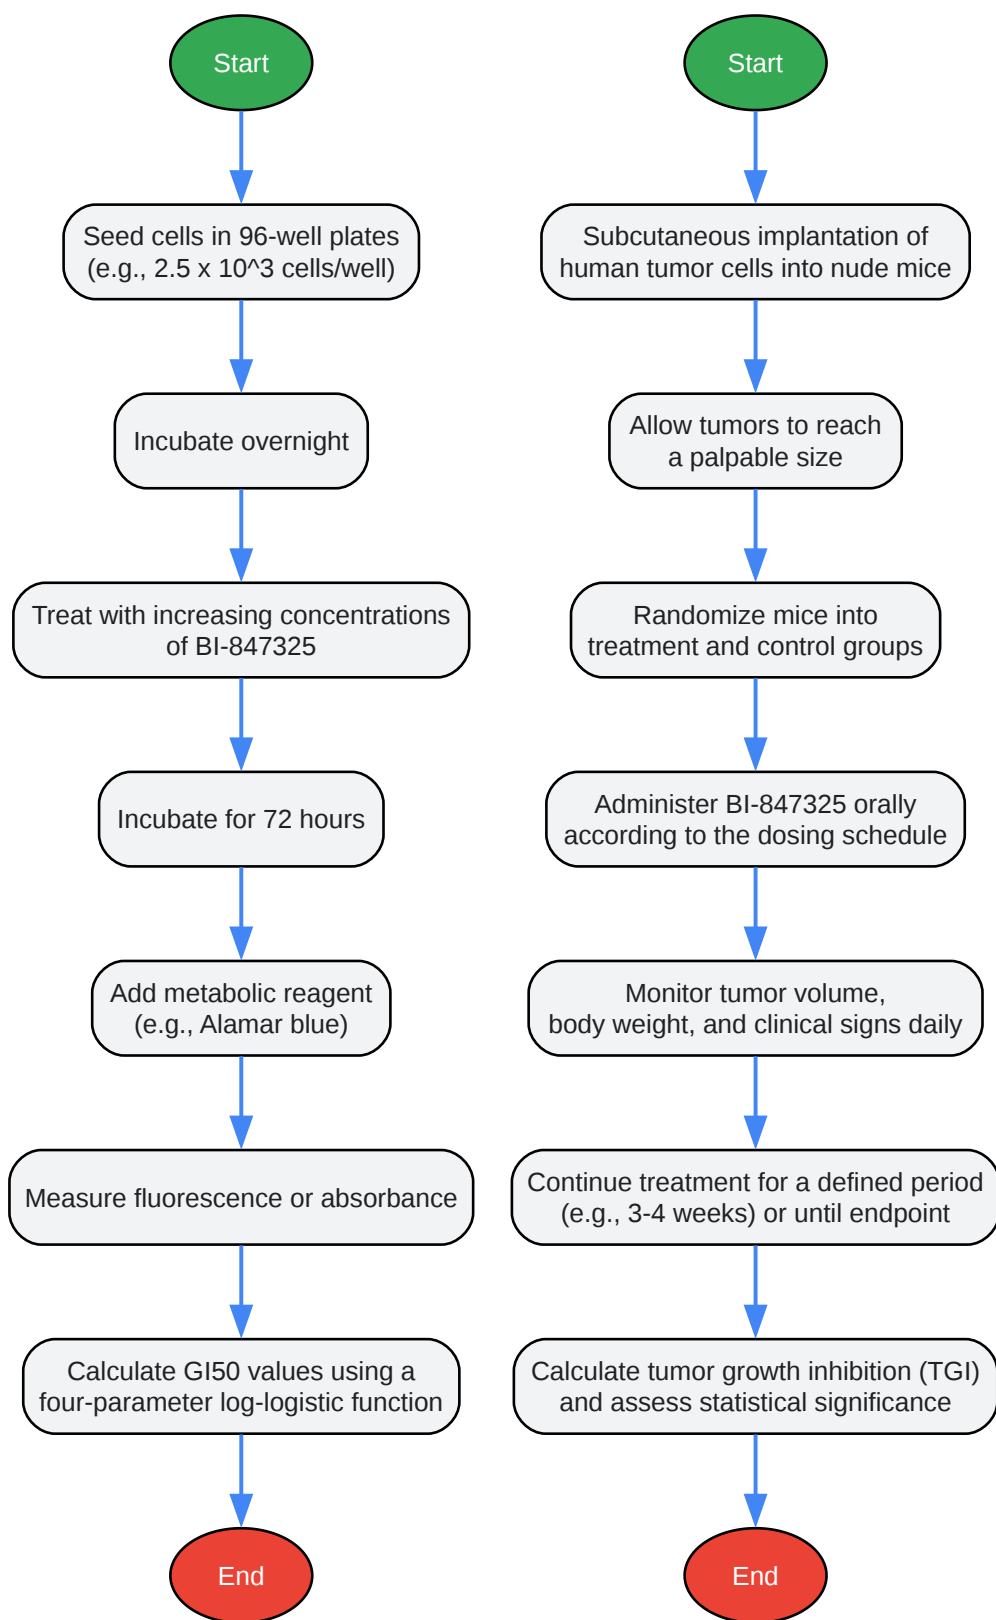 Start
Seed cells in 96-well plates
(e.g., 2.5 x 10^3 cells/well)
Incubate overnight
Treat with increasing concentrations
of BI-847325
Incubate for 72 hours
Add metabolic reagent
(e.g., Alamar blue)
Measure fluorescence or absorbance
Calculate GI50 values using a
four-parameter log-logistic function
End
Start
Subcutaneous implantation of
human tumor cells into nude mice
Allow tumors to reach
a palpable size
Randomize mice into
treatment and control groups
Administer BI-847325 orally
according to the dosing schedule
Monitor tumor volume,
body weight, and clinical signs daily
Continue treatment for a defined period
(e.g., 3-4 weeks) or until endpoint
Calculate tumor growth inhibition (TGI)
and assess statistical significance
End